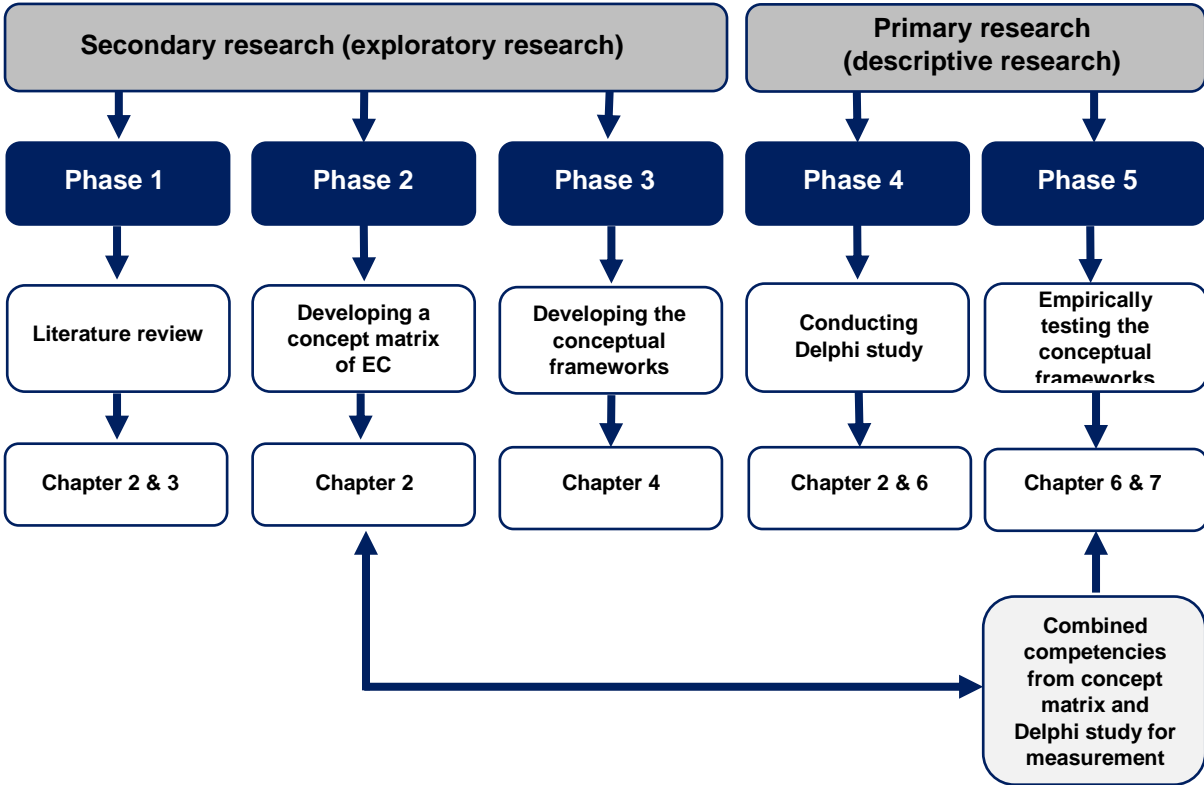 Secondary research (exploratory research)
Primary research
(descriptive research)
Phase 1
Phase 2
Phase 3
Phase 4
Phase 5
Literature review
Developing a
concept matrix
of EC
Developing the
conceptual
frameworks
Conducting
Delphi study
Empirically
testing the
conceptual
frameworks
Chapter 2 & 3
Chapter 2
Chapter 4
Chapter 2 & 6
Chapter 6 & 7
Combined
competencies
from concept
matrix and
Delphi study for
measurement